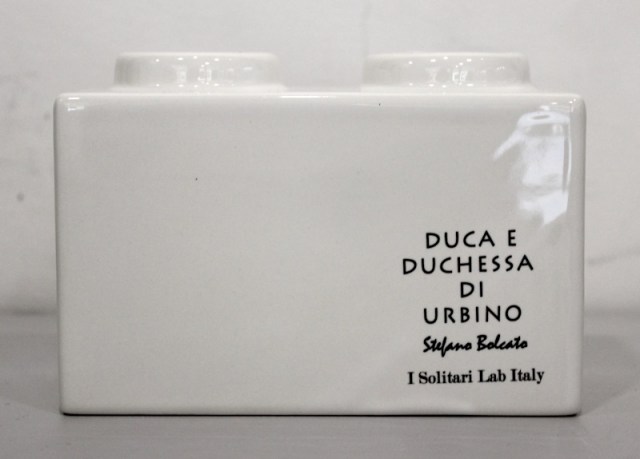 DUCA E
DUCHESSA
DI
URBINO
Stefano Bolcato
I Solitari Lab Italy